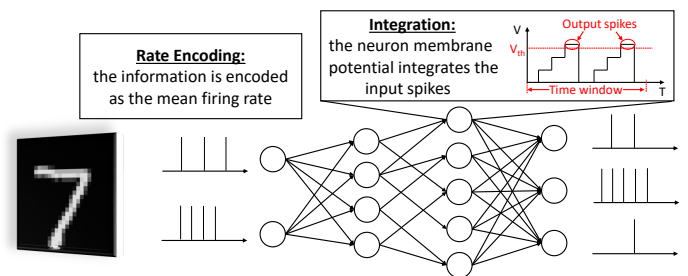 Rate Encoding:
the information is encoded
as the mean firing rate
Integration:
the neuron membrane
potential integrates the
input spikes
V
Output spikes
Vth
Time window
T
7